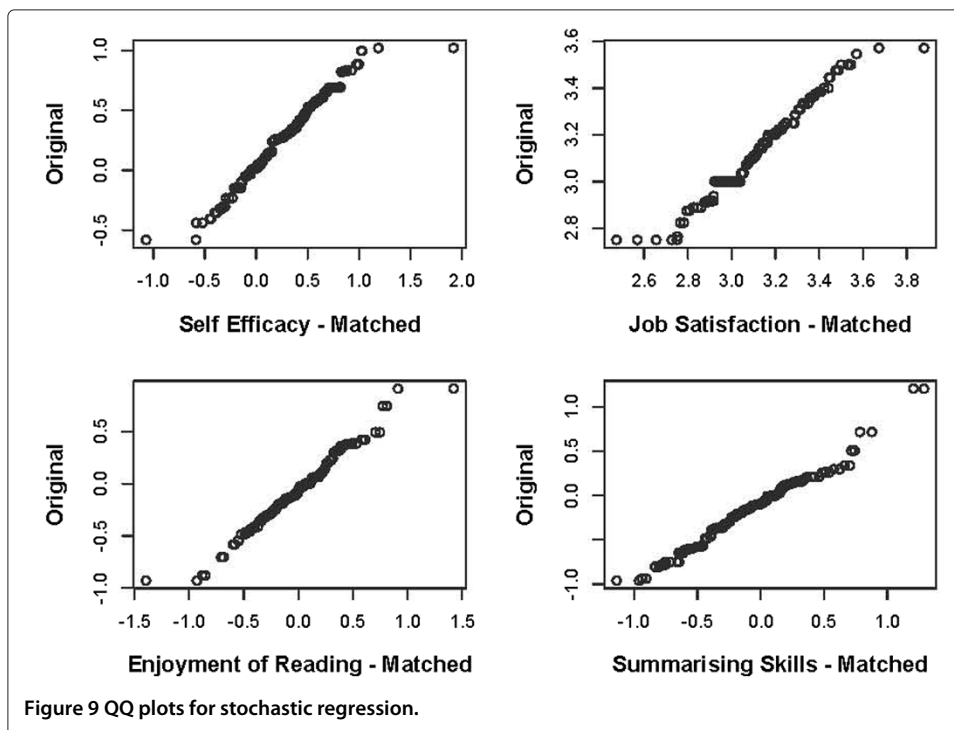 Original
1.0
0.5
0.0
-0.5
-1.0 -0.5 0.0 0.5 1.0 1.5 2.0
Self Efficacy - Matched
Original
3.6
3.4
3.2
3.0
2.8
2.6 2.8 3.0 3.2 3.4 3.6 3.8
Job Satisfaction - Matched
Original
0.5
0.0
-0.5
-1.0
-1.5 -1.0 -0.5 0.0 0.5 1.0 1.5
Enjoyment of Reading - Matched
Original
1.0
0.5
0.0
-1.0
-1.0 -0.5 0.0 0.5 1.0
Summarising Skills - Matched
Figure 9 QQ plots for stochastic regression.